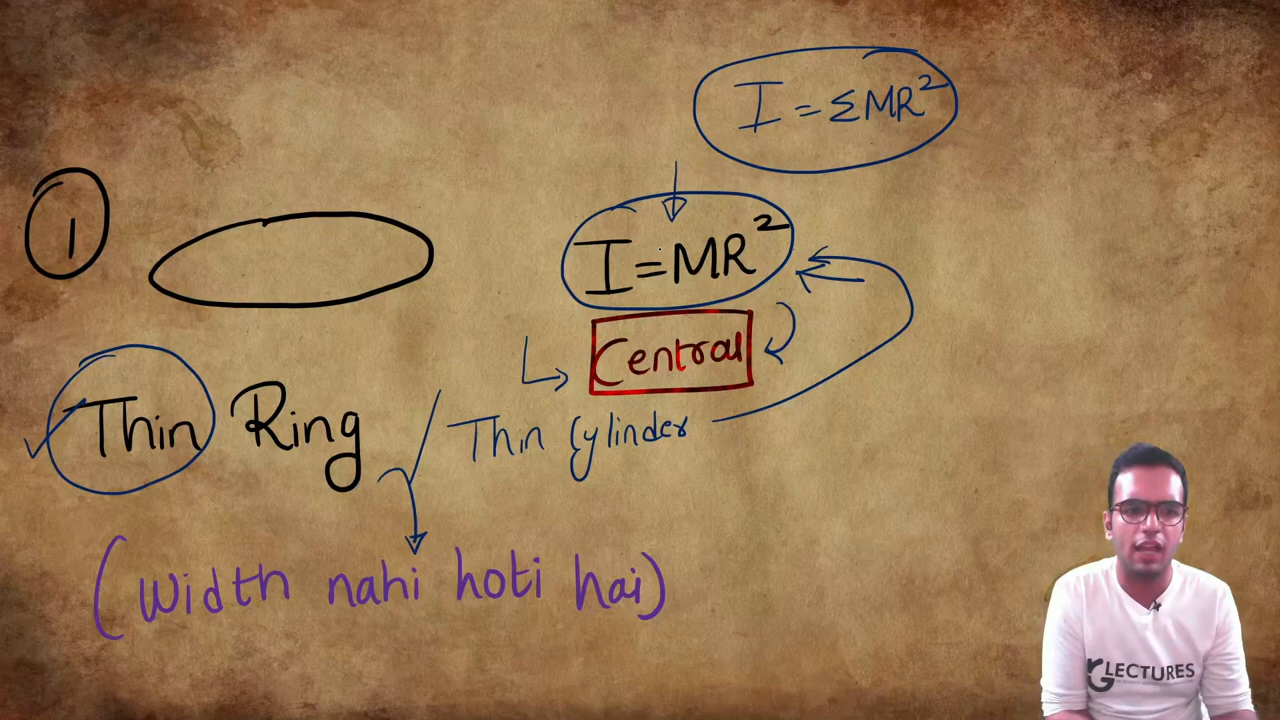 I = ΣMR²
1
I = MR²
Central
Thin Ring / Thin Cylinder
(Width nahi hoti hai)
G LECTURES